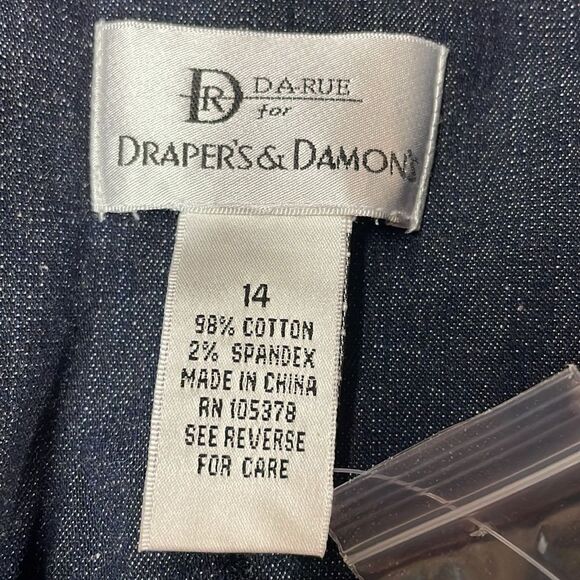 DR DA-RUE
for
DRAPER'S & DAMON'S
14
98% COTTON
2% SPANDEX
MADE IN CHINA
RN 105378
SEE REVERSE
FOR CARE